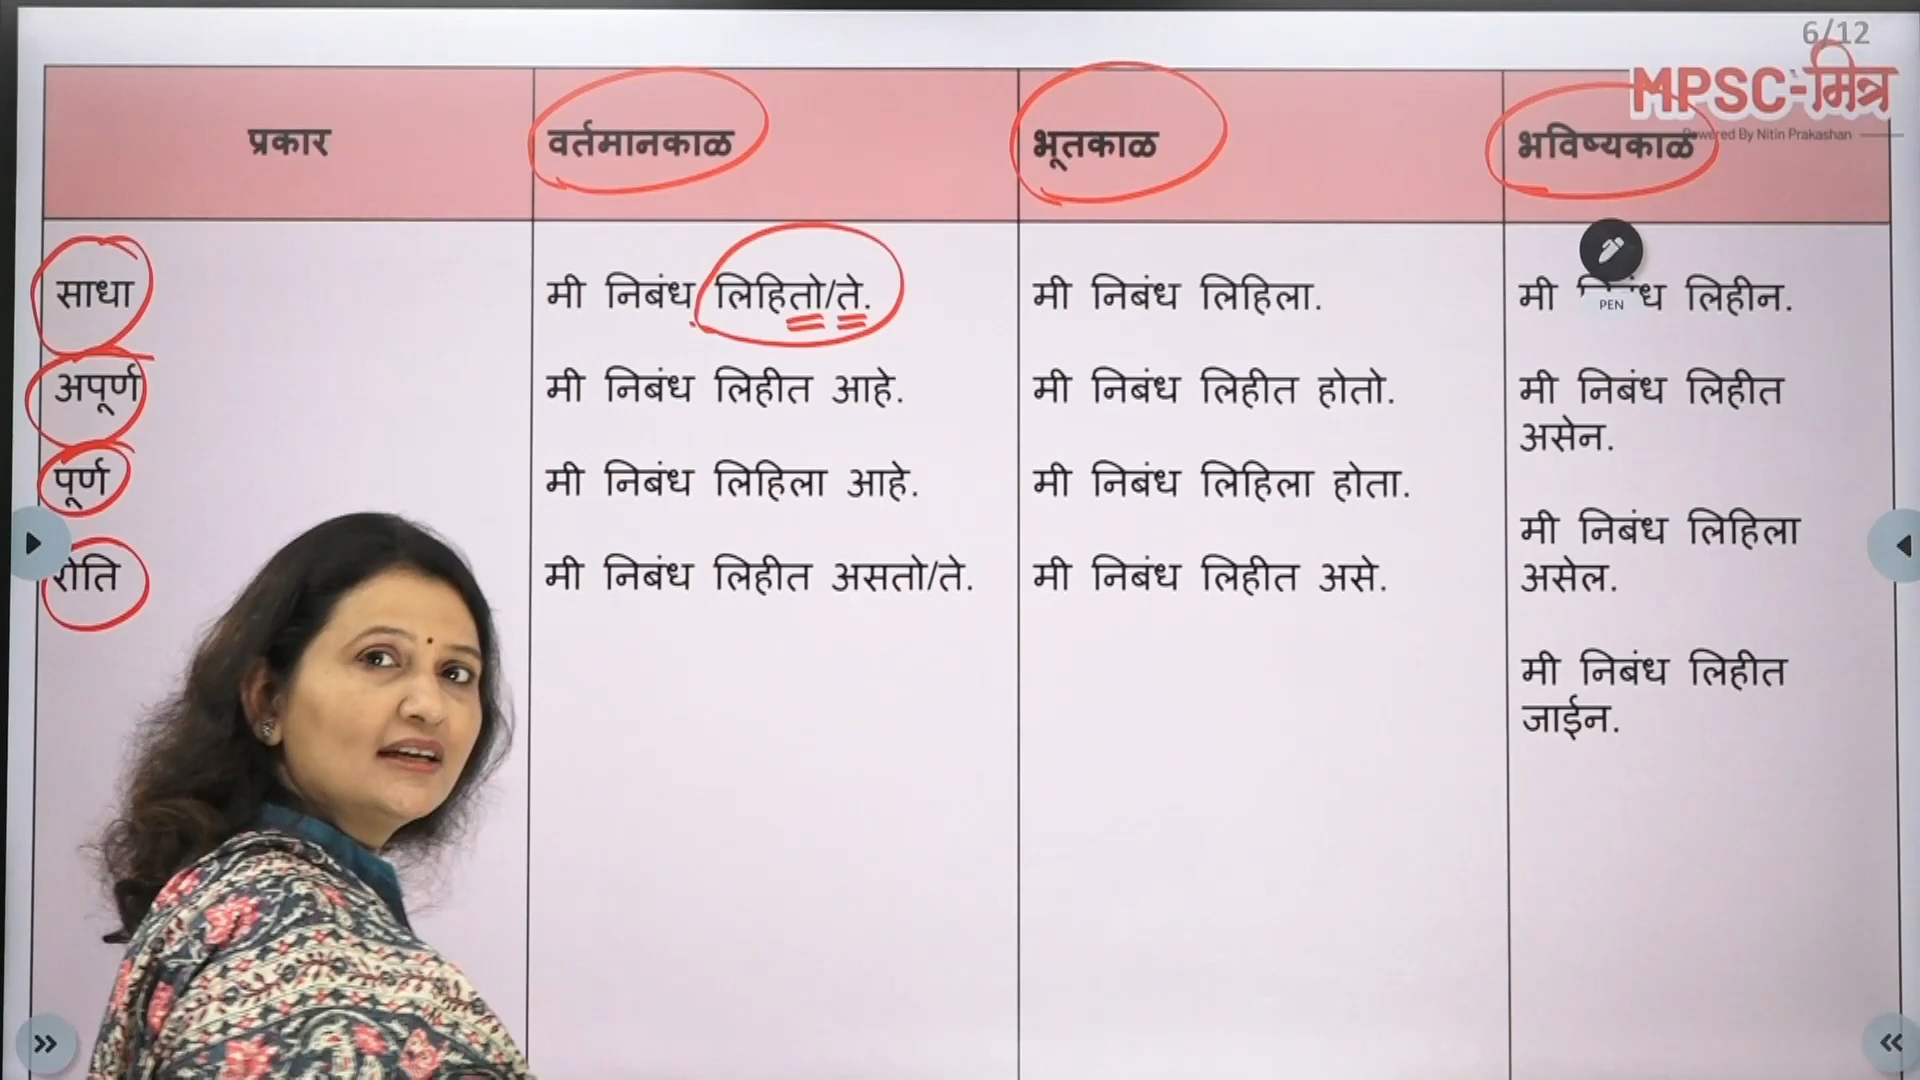 6/12
MPSC-मित्र
Powered By Nitin Prakashan
प्रकार वर्तमानकाळ भूतकाळ भविष्यकाळ
साधा मी निबंध लिहितो/ते. मी निबंध लिहिला. मी लिहीन.
PEN
अपूर्ण मी निबंध लिहीत आहे. मी निबंध लिहीत होतो. मी निबंध लिहीत
असेन.
पूर्ण मी निबंध लिहिला आहे. मी निबंध लिहिला होता. मी निबंध लिहिला
असेल.
रीति मी निबंध लिहीत असतो/ते. मी निबंध लिहीत असे. मी निबंध लिहीत
जाईन.